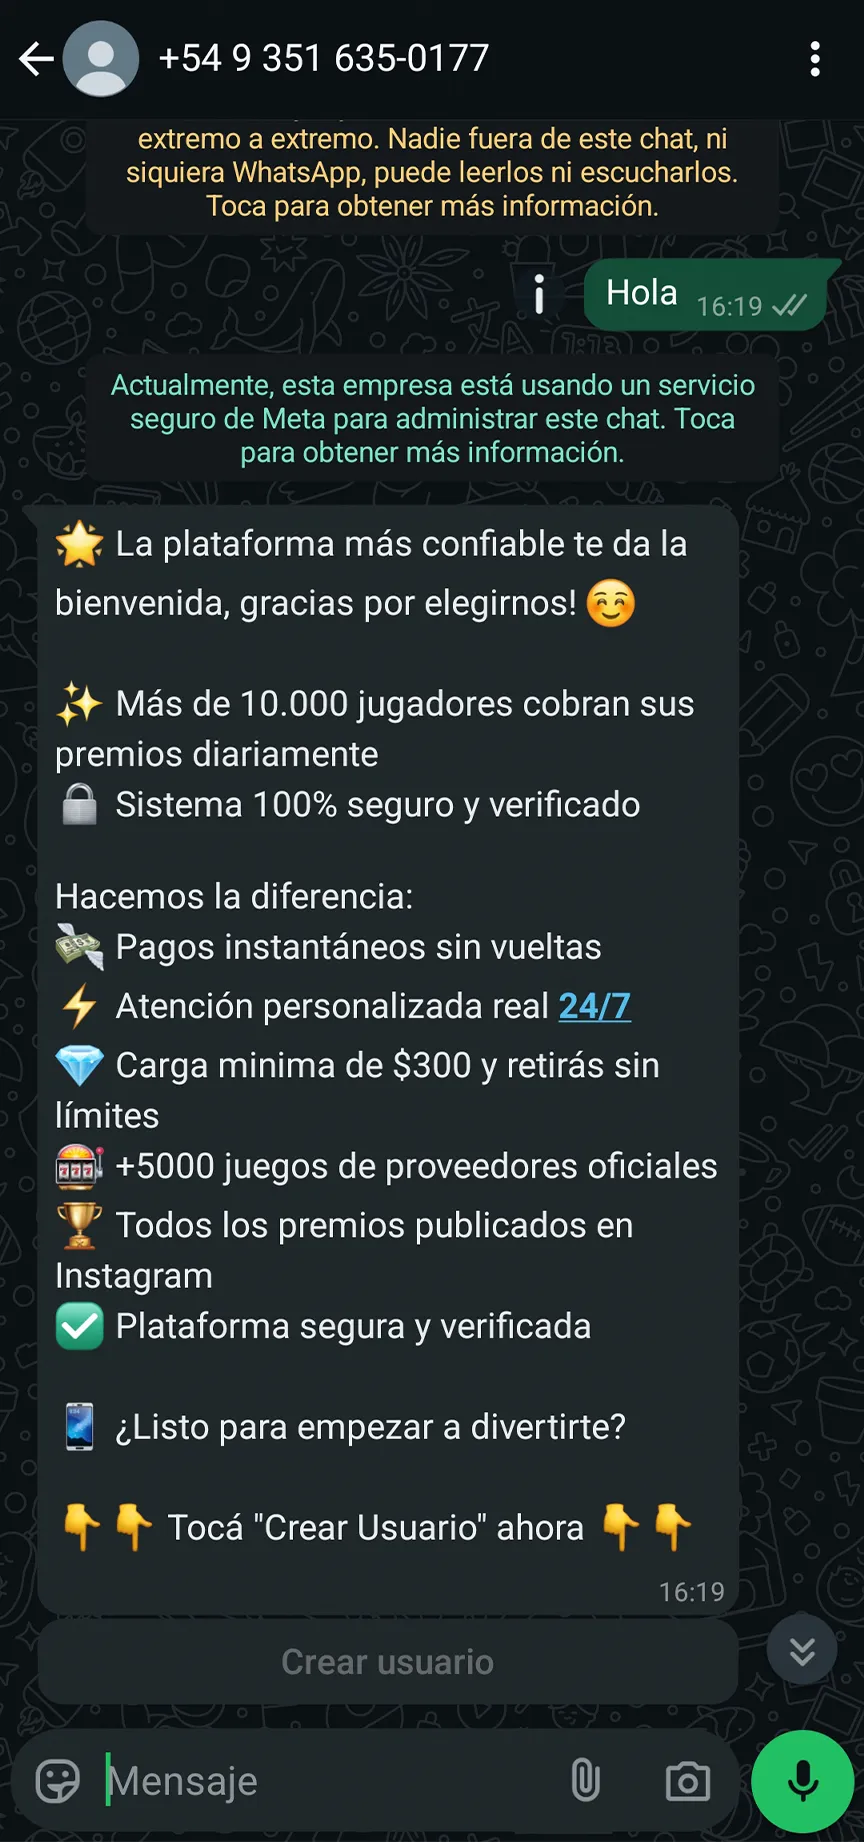 +54 9 351 635-0177
extremo a extremo. Nadie fuera de este chat, ni
siquiera WhatsApp, puede leerlos ni escucharlos.
Toca para obtener más información.
Hola 16:19
Actualmente, esta empresa está usando un servicio
seguro de Meta para administrar este chat. Toca
para obtener más información.
🌟 La plataforma más confiable te da la
bienvenida, gracias por elegirnos! ☺️
✨ Más de 10.000 jugadores cobran sus
premios diariamente
🔒 Sistema 100% seguro y verificado
Hacemos la diferencia:
💸 Pagos instantáneos sin vueltas
⚡ Atención personalizada real 24/7
💎 Carga minima de $300 y retirás sin
límites
🎰 +5000 juegos de proveedores oficiales
🏆 Todos los premios publicados en
Instagram
✅ Plataforma segura y verificada
📱 ¿Listo para empezar a divertirte?
👇👇 Tocá "Crear Usuario" ahora 👇👇
16:19
Crear usuario
Mensaje